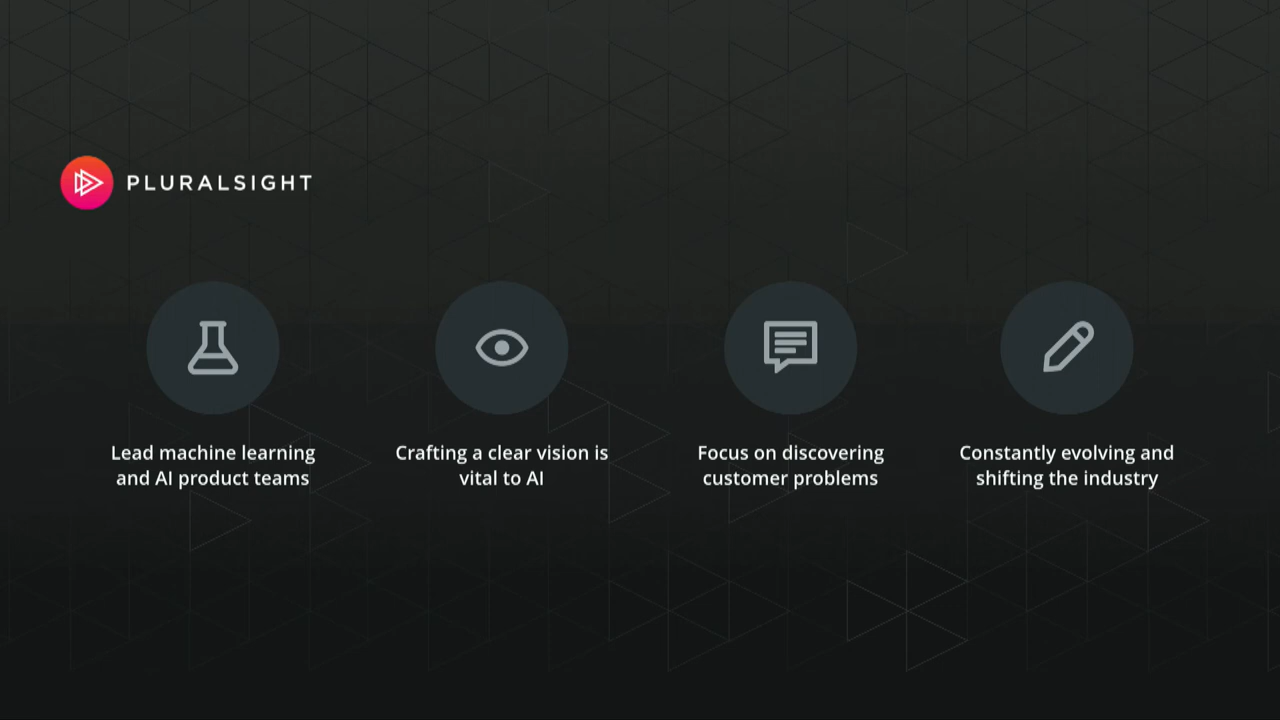 PLURALSIGHT
Lead machine learning
and AI product teams
Crafting a clear vision is
vital to AI
Focus on discovering
customer problems
Constantly evolving and
shifting the industry